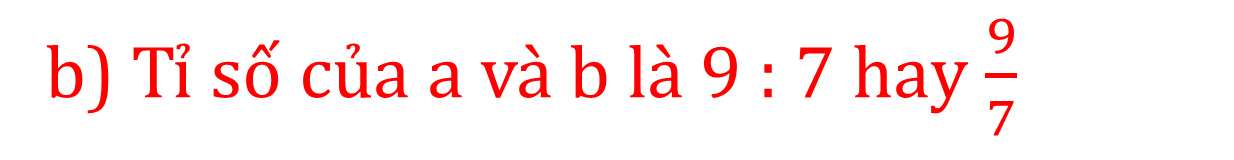 b) Tỉ số của a và b là 9 : 7 hay 9/7